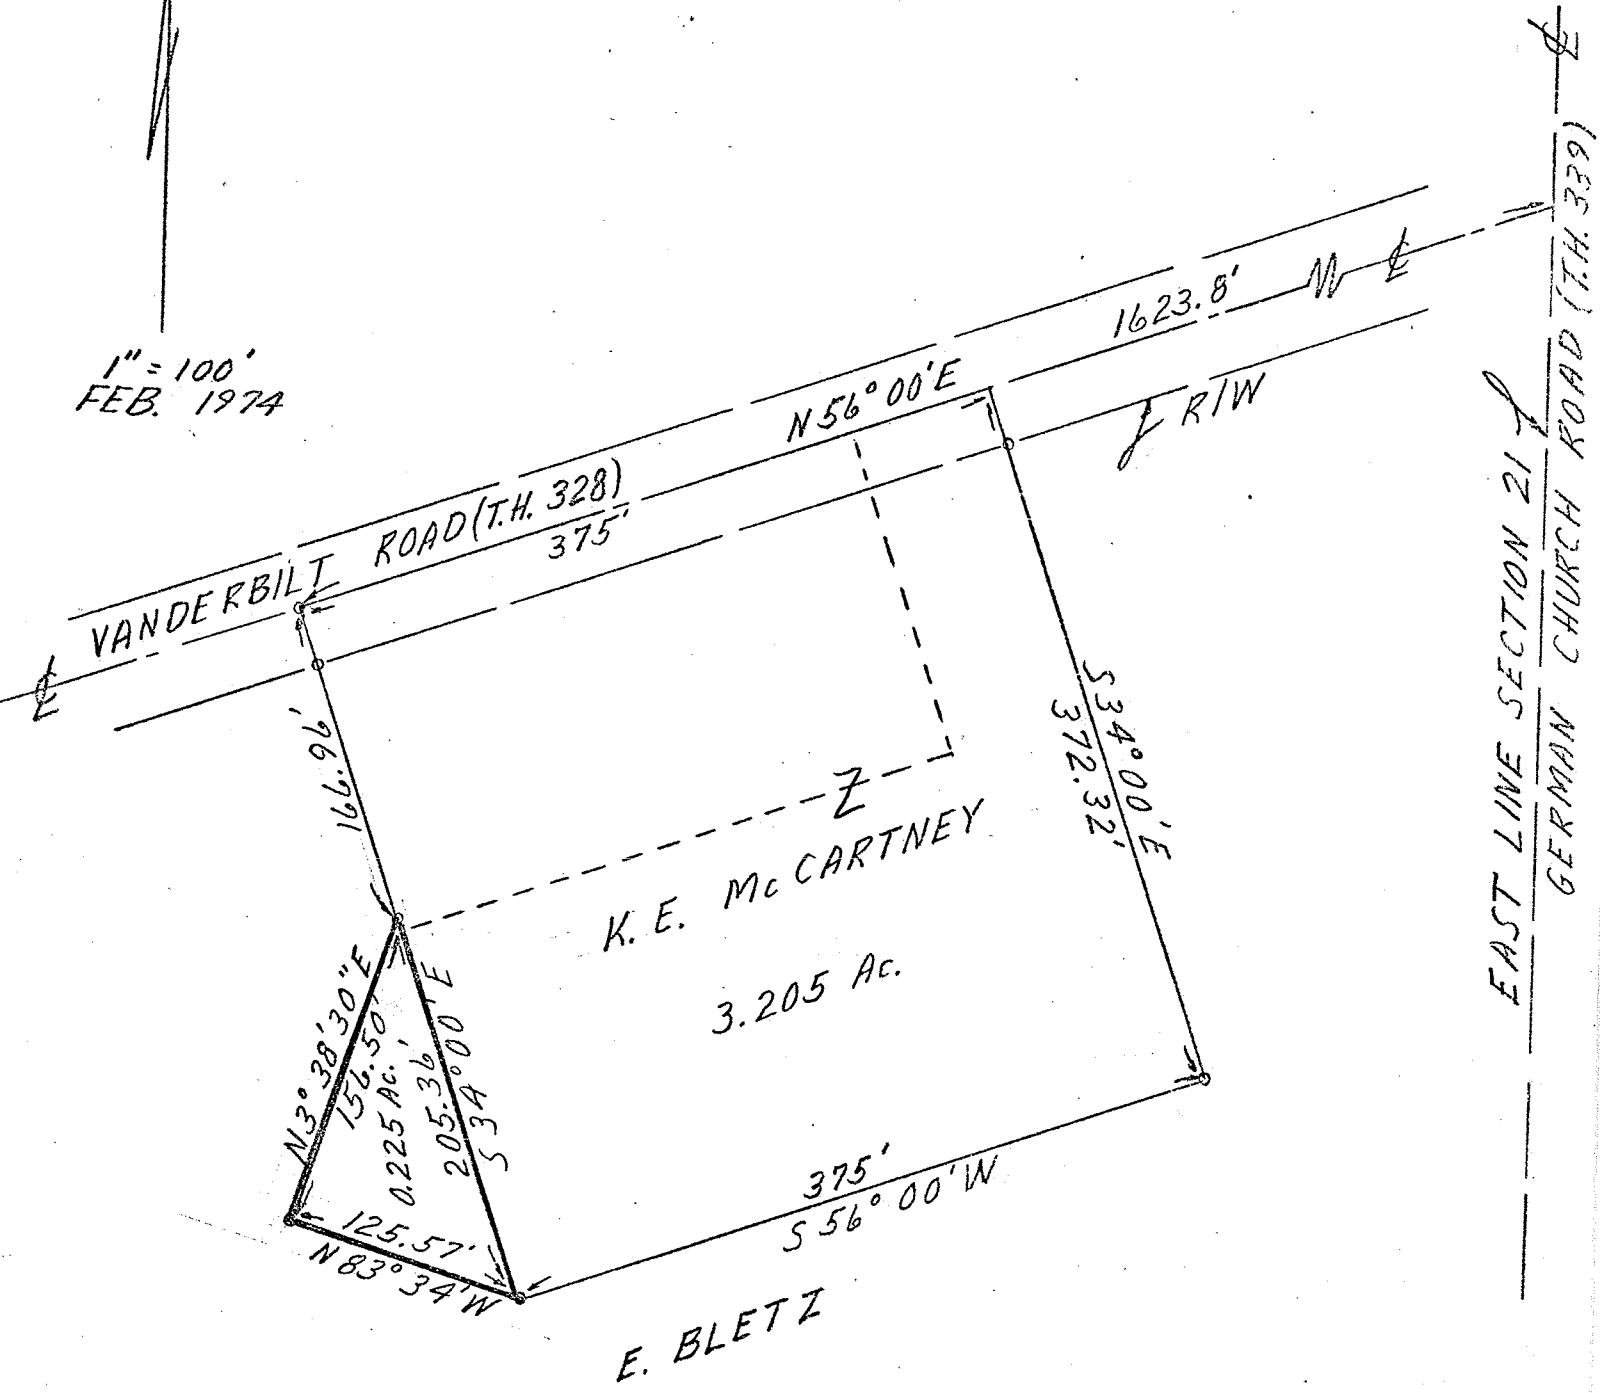 1" = 100'
FEB. 1974
VANDERBILT ROAD (T.H. 328)
375'
N 56° 00' E
1623.8'
℄
℄
℄
R/W
166.96'
S 34° 00' E
372.32'
K. E. McCARTNEY
3.205 Ac.
N 3° 38' 30" E
156.50'
0.225 Ac.
205.36'
S 34° 00' E
125.57'
N 83° 34' W
375'
S 56° 00' W
E. BLETZ
EAST LINE SECTION 21
GERMAN CHURCH ROAD (T.H. 339)